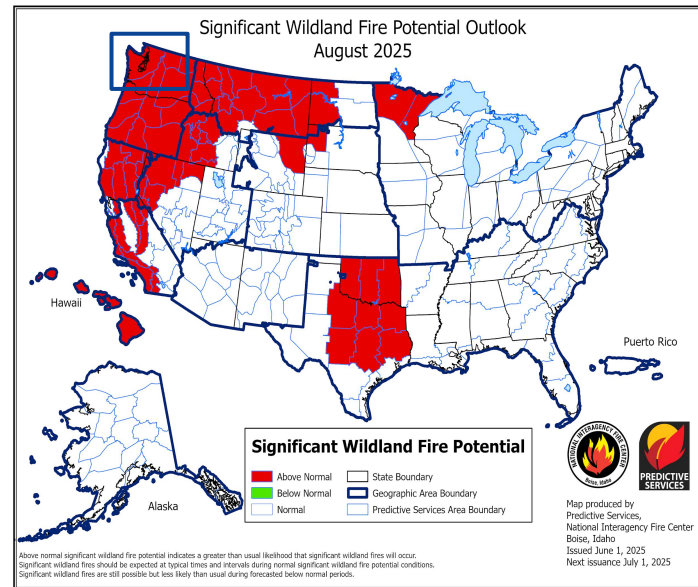 Significant Wildland Fire Potential Outlook
August 2025
Hawaii
Puerto Rico
Alaska
Significant Wildland Fire Potential
Above Normal
State Boundary
Below Normal
Geographic Area Boundary
Normal
Predictive Services Area Boundary
NATIONAL INTERAGENCY FIRE CENTER
Boise, Idaho
PREDICTIVE
SERVICES
Map produced by
Predictive Services,
National Interagency Fire Center
Boise, Idaho
Issued June 1, 2025
Next issuance July 1, 2025
Above normal significant wildland fire potential indicates a greater than usual likelihood that significant wildland fires will occur.
Significant wildland fires should be expected at typical times and intervals during normal significant wildland fire potential conditions.
Significant wildland fires are still possible but less likely than usual during forecasted below normal periods.